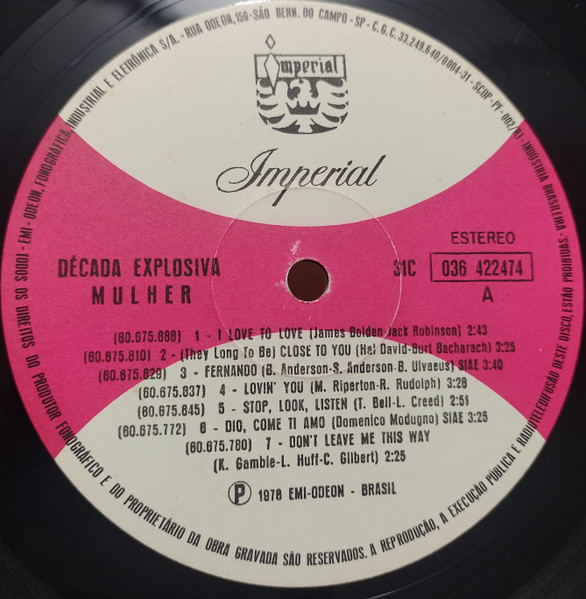 TODOS OS DIREITOS DO PRODUTOR FONOGRÁFICO E DO PROPRIETÁRIO DA OBRA GRAVADA SÃO RESERVADOS. A REPRODUÇÃO, A EXECUÇÃO PÚBLICA E RADIOTELEDIFUSÃO DESTE DISCO, ESTÃO PROIBIDAS. - EMI - ODEON, FONOGRÁFICA, INDUSTRIAL E ELETRÔNICA S/A. - RUA ODEON, 150 - SÃO BERN. DO CAMPO - SP - C.G.C. 33.249.640/0004-31 - SCDP - PF - 002/RJ - INDÚSTRIA BRASILEIRA -
Imperial
Imperial
ESTEREO
DÉCADA EXPLOSIVA 31C 036 422474
MULHER A
(60.675.888) 1 - I LOVE TO LOVE (James Bolden Jack Robinson) 2:43
(60.675.810) 2 - (They Long To Be) CLOSE TO YOU (Hal David-Burt Bacharach) 3:25
(60.675.829) 3 - FERNANDO (B. Anderson-S. Anderson-B. Ulvaeus) SIAE 3:40
(60.675.837) 4 - LOVIN' YOU (M. Riperton-R. Rudolph) 3:28
(60.675.845) 5 - STOP, LOOK, LISTEN (T. Bell-L. Creed) 2:51
(60.675.772) 6 - DIO, COME TI AMO (Domenico Modugno) SIAE 3:25
(60.675.780) 7 - DON'T LEAVE ME THIS WAY
(K. Gamble-L. Huff-C. Gilbert) 2:25
Ⓟ 1978 EMI-ODEON - BRASIL